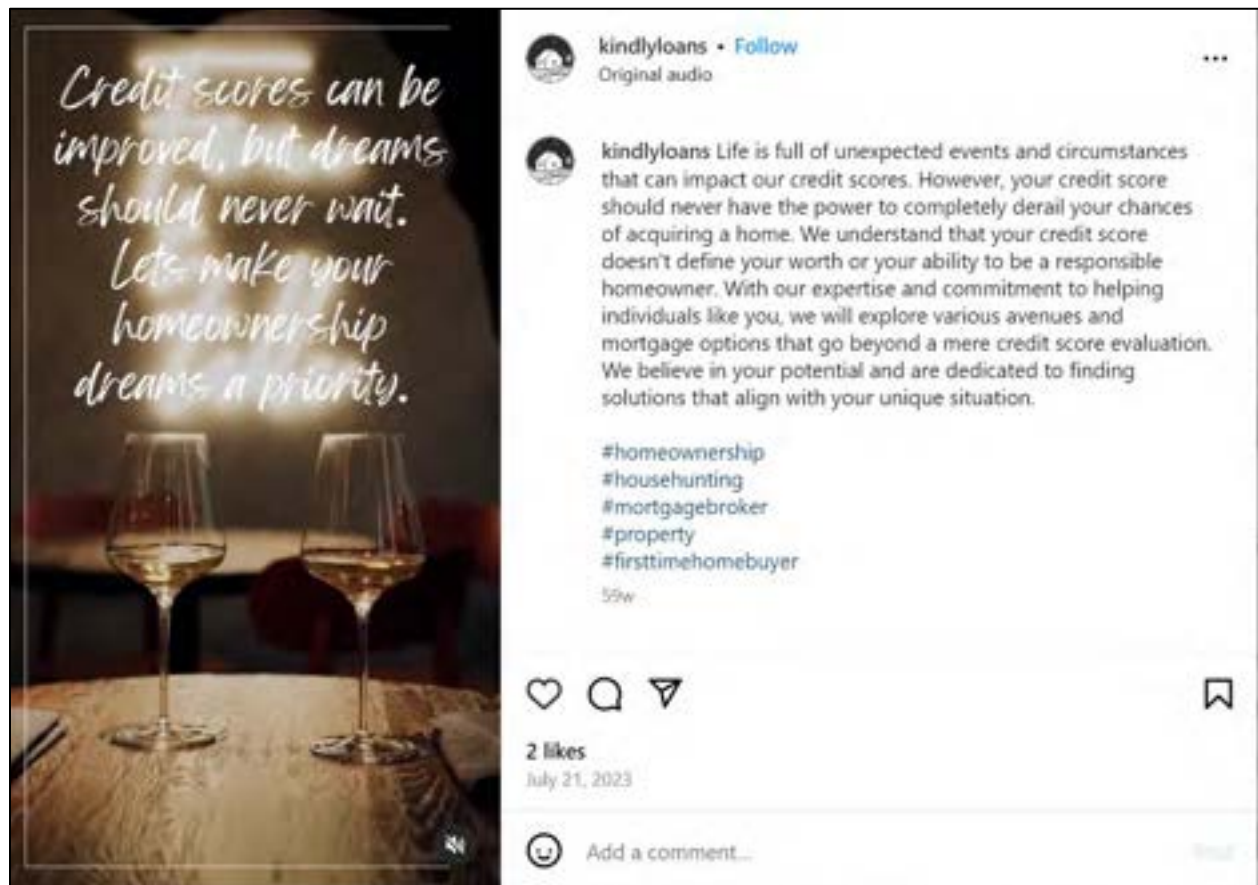 Credit scores can be
improved, but dreams
should never wait.
Lets make your
homeownership
dreams a priority.
kindlyloans • Follow
Original audio
kindlyloans Life is full of unexpected events and circumstances
that can impact our credit scores. However, your credit score
should never have the power to completely derail your chances
of acquiring a home. We understand that your credit score
doesn't define your worth or your ability to be a responsible
homeowner. With our expertise and commitment to helping
individuals like you, we will explore various avenues and
mortgage options that go beyond a mere credit score evaluation.
We believe in your potential and are dedicated to finding
solutions that align with your unique situation.
#homeownership
#househunting
#mortgagebroker
#property
#firsttimehomebuyer
59w
2 likes
July 21, 2023
Add a comment...